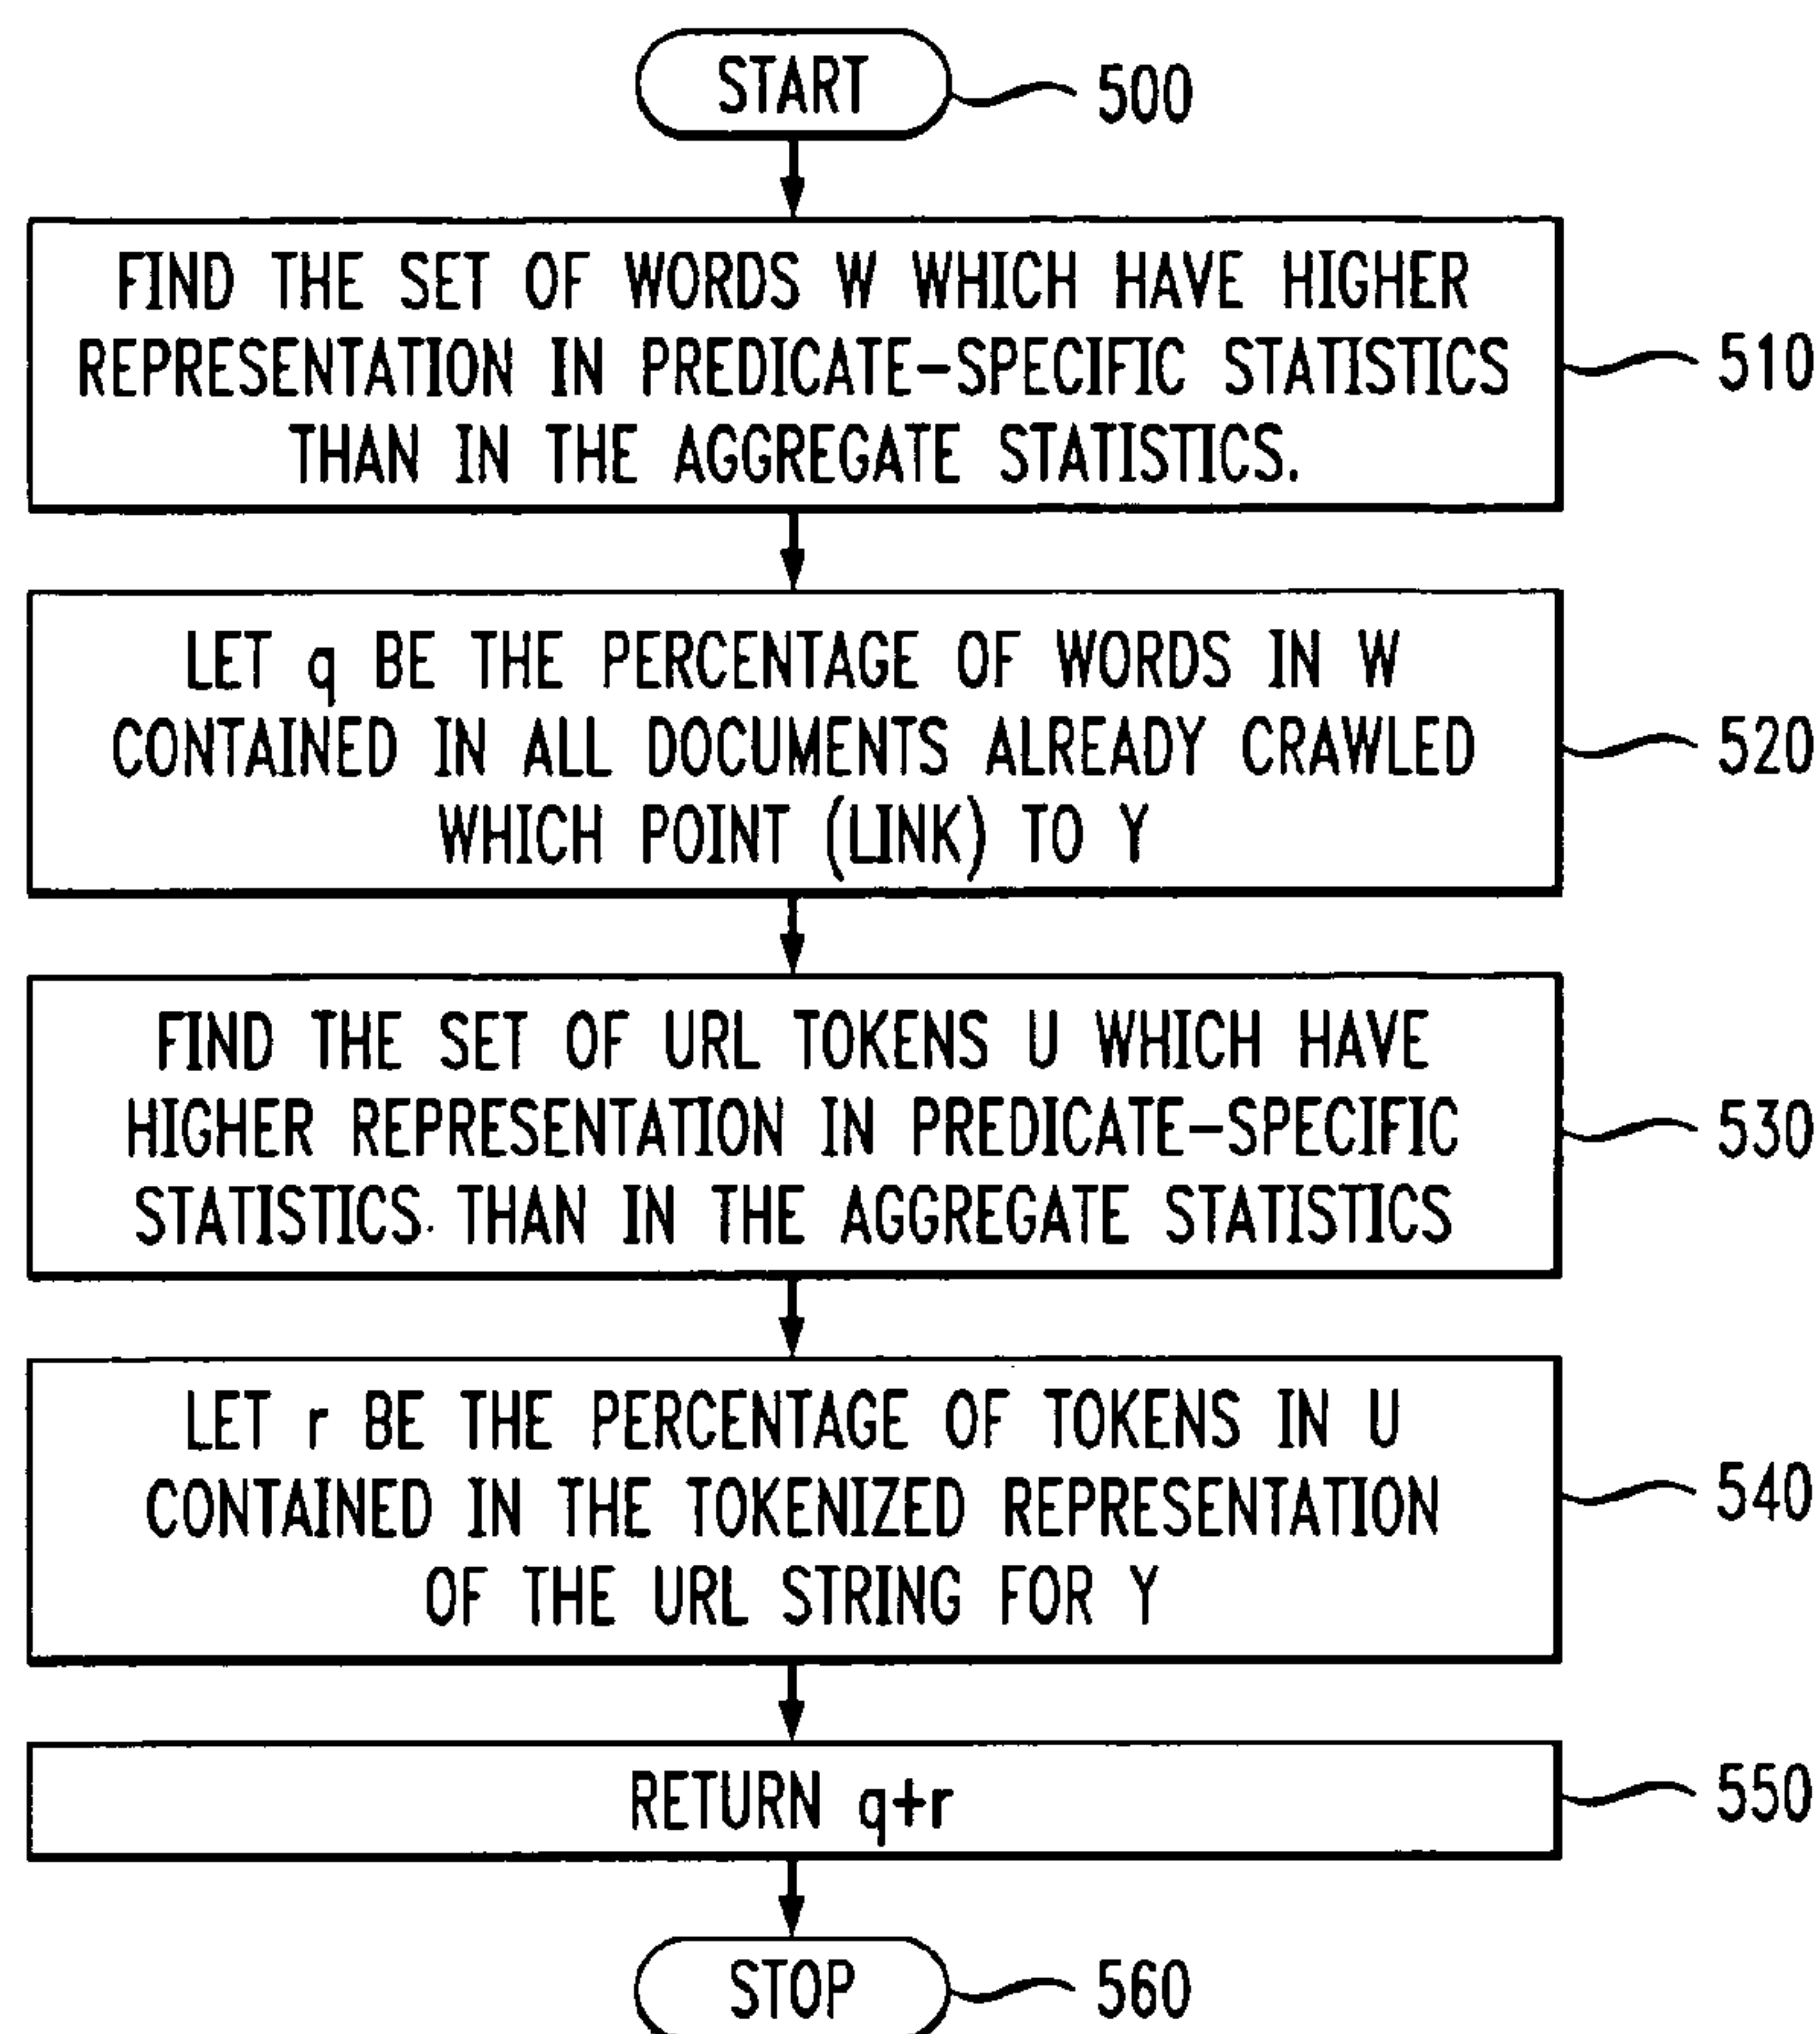 START
500
FIND THE SET OF WORDS W WHICH HAVE HIGHER
REPRESENTATION IN PREDICATE-SPECIFIC STATISTICS
THAN IN THE AGGREGATE STATISTICS.
510
LET q BE THE PERCENTAGE OF WORDS IN W
CONTAINED IN ALL DOCUMENTS ALREADY CRAWLED
WHICH POINT (LINK) TO Y
520
FIND THE SET OF URL TOKENS U WHICH HAVE
HIGHER REPRESENTATION IN PREDICATE-SPECIFIC
STATISTICS THAN IN THE AGGREGATE STATISTICS
530
LET r BE THE PERCENTAGE OF TOKENS IN U
CONTAINED IN THE TOKENIZED REPRESENTATION
OF THE URL STRING FOR Y
540
RETURN q+r
550
STOP
560